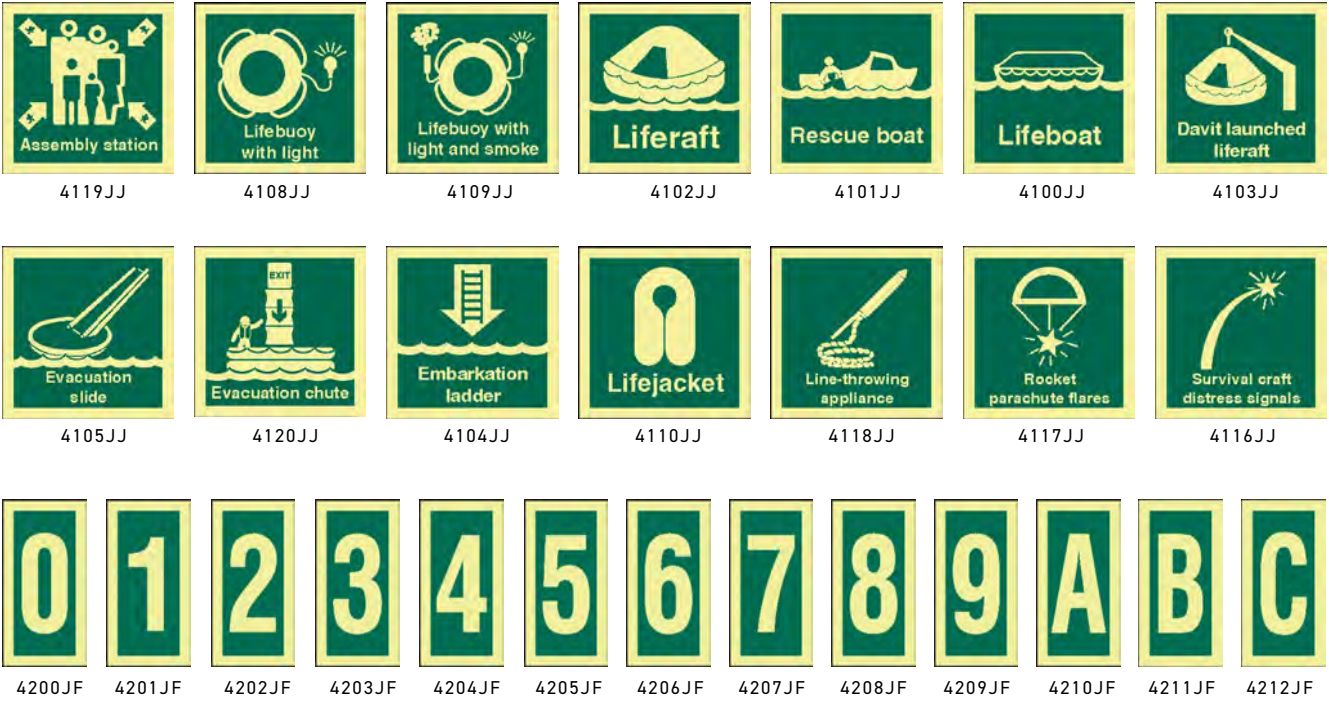 Assembly station
4119JJ
Lifebuoy
with light
4108JJ
Lifebuoy with
light and smoke
4109JJ
Liferaft
4102JJ
Rescue boat
4101JJ
Lifeboat
4100JJ
Davit launched
liferaft
4103JJ
Evacuation
slide
4105JJ
EXIT
Evacuation chute
4120JJ
Embarkation
ladder
4104JJ
Lifejacket
4110JJ
Line-throwing
appliance
4118JJ
Rocket
parachute flares
4117JJ
Survival craft
distress signals
4116JJ
0
4200JF
1
4201JF
2
4202JF
3
4203JF
4
4204JF
5
4205JF
6
4206JF
7
4207JF
8
4208JF
9
4209JF
A
4210JF
B
4211JF
C
4212JF